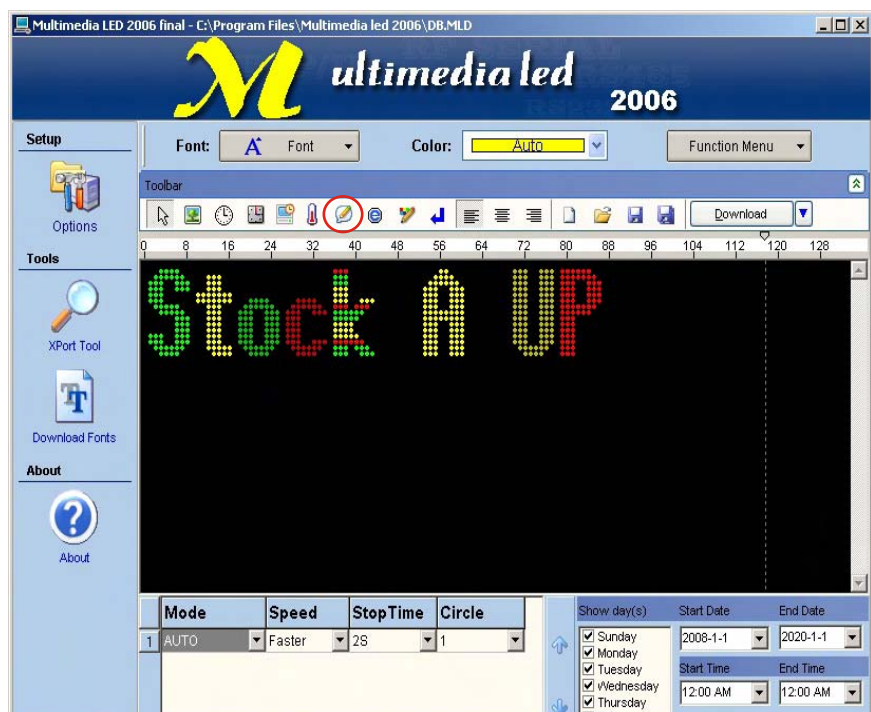 Multimedia LED 2006 final - C:\Program Files\Multimedia led 2006\DB.MLD
Multimedia led
2006
Setup
Options
Tools
XPort Tool
Download Fonts
About
About
Font: A Font Color: Auto Function Menu
Toolbar
Download
0 8 16 24 32 40 48 56 64 72 80 88 96 104 112 120 128
Stock A UP
Mode Speed StopTime Circle
1 AUTO Faster 2S 1
Show day(s) Start Date End Date
Sunday 2008-1-1 2020-1-1
Monday
Tuesday Start Time End Time
Wednesday 12:00 AM 12:00 AM
Thursday